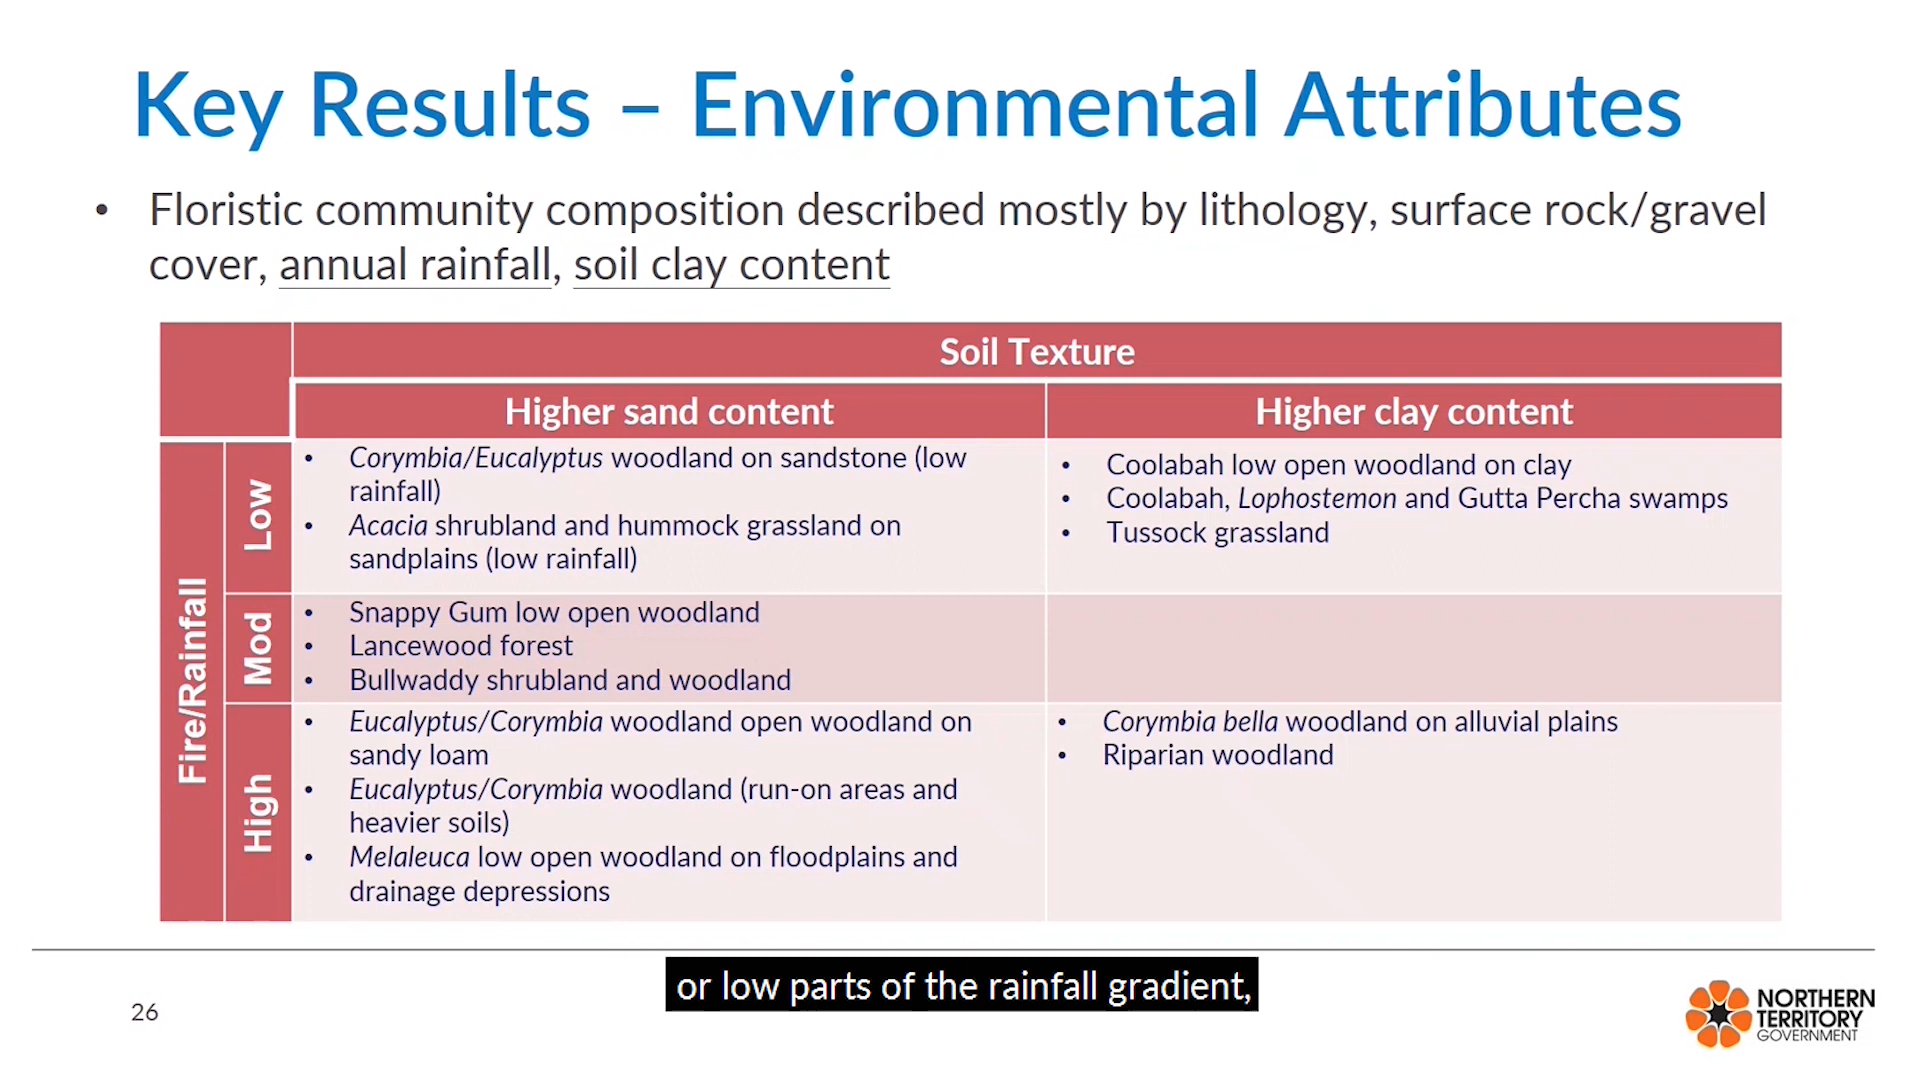 Key Results – Environmental Attributes
• Floristic community composition described mostly by lithology, surface rock/gravel
cover, annual rainfall, soil clay content
Soil Texture
Higher sand content
Higher clay content
Fire/Rainfall
Low
• Corymbia/Eucalyptus woodland on sandstone (low
rainfall)
• Acacia shrubland and hummock grassland on
sandplains (low rainfall)
• Coolabah low open woodland on clay
• Coolabah, Lophostemon and Gutta Percha swamps
• Tussock grassland
Mod
• Snappy Gum low open woodland
• Lancewood forest
• Bullwaddy shrubland and woodland
High
• Eucalyptus/Corymbia woodland open woodland on
sandy loam
• Eucalyptus/Corymbia woodland (run-on areas and
heavier soils)
• Melaleuca low open woodland on floodplains and
drainage depressions
• Corymbia bella woodland on alluvial plains
• Riparian woodland
or low parts of the rainfall gradient,
26
NORTHERN
TERRITORY
GOVERNMENT